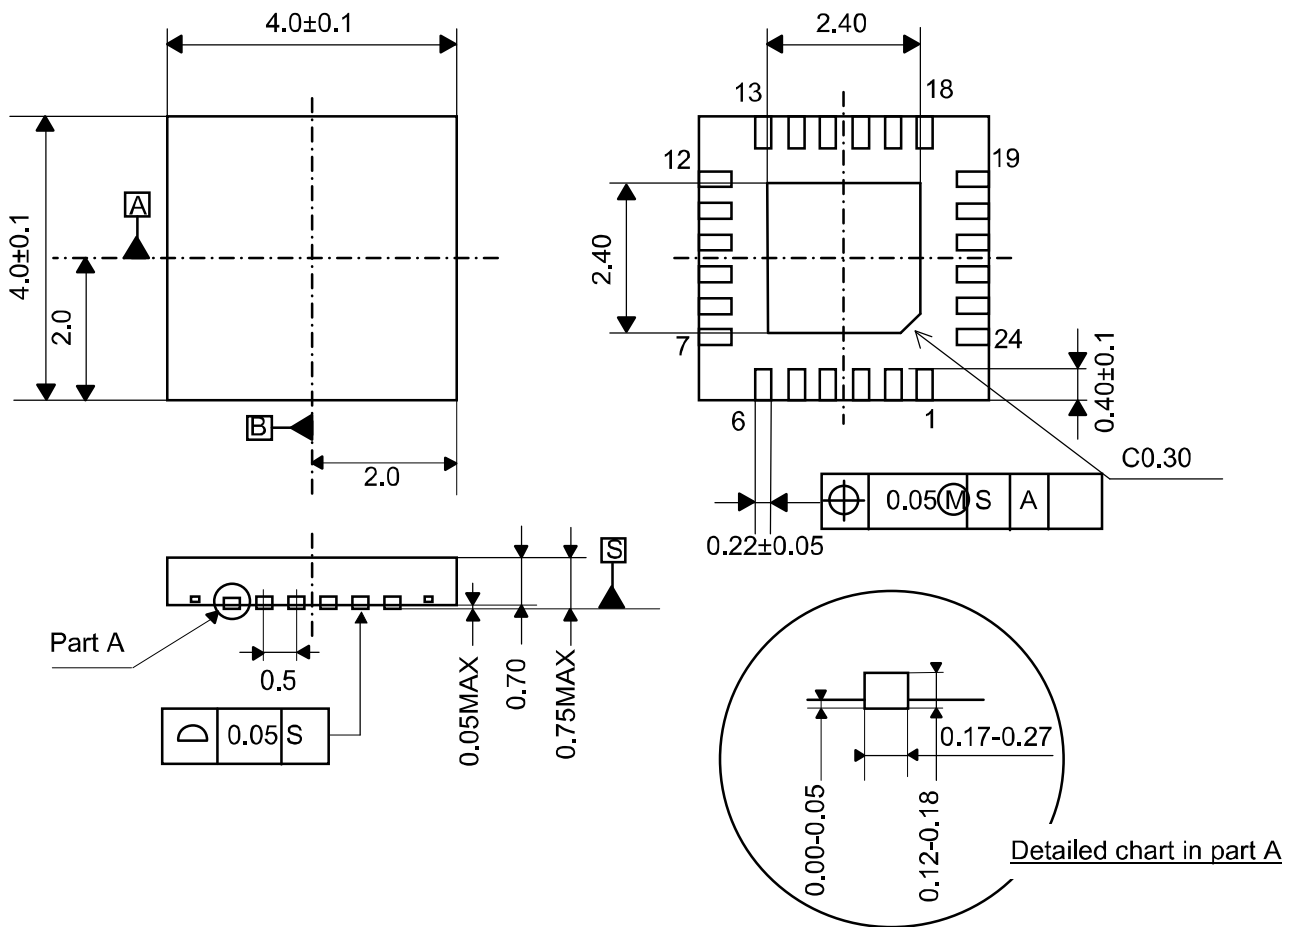 4.0±0.1
2.40
13
18
12
19
A
4.0±0.1
2.0
2.40
7
24
0.40±0.1
B
6
1
2.0
C0.30
0.05 M S A
0.22±0.05
S
Part A
0.5
0.05MAX
0.70
0.75MAX
0.05 S
0.17-0.27
0.00-0.05
0.12-0.18
Detailed chart in part A